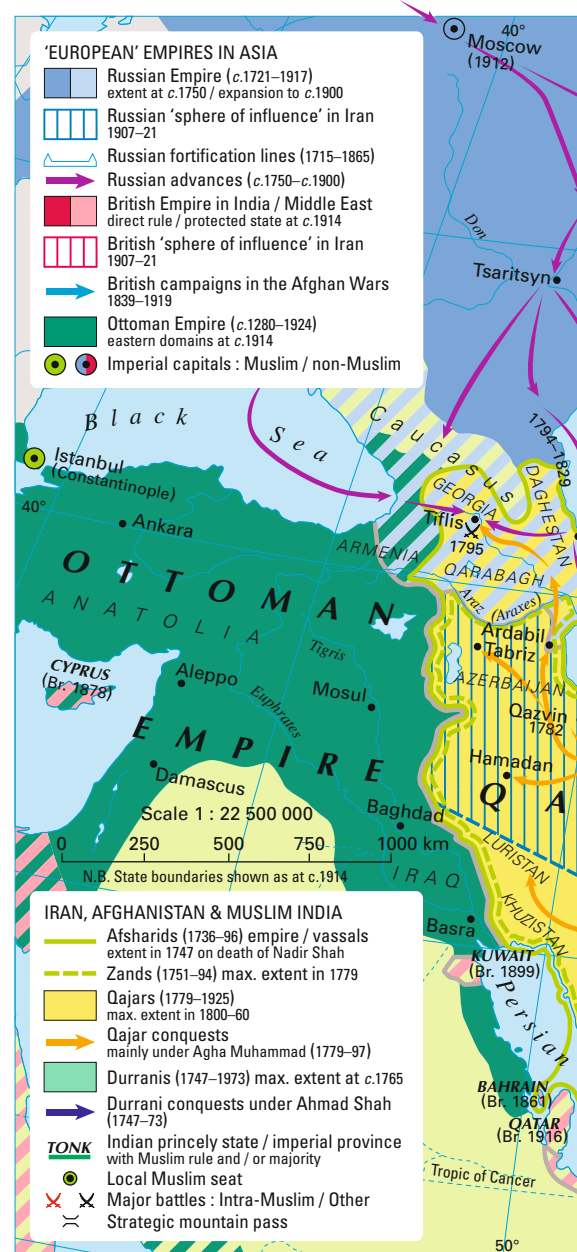 40°
Moscow
(1912)
'EUROPEAN' EMPIRES IN ASIA
Russian Empire (c.1721–1917)
extent at c.1750 / expansion to c.1900
Russian 'sphere of influence' in Iran
1907–21
Russian fortification lines (1715–1865)
Russian advances (c.1750–c.1900)
British Empire in India / Middle East
direct rule / protected state at c.1914
British 'sphere of influence' in Iran
1907–21
British campaigns in the Afghan Wars
1839–1919
Ottoman Empire (c.1280–1924)
eastern domains at c.1914
Imperial capitals : Muslim / non-Muslim
Don
Tsaritsyn
Black Sea
Caucasus
1794–1829
Istanbul
(Constantinople)
GEORGIA
DAGHESTAN
40°
Ankara
Tiflis
1795
ARMENIA
QARABAGH
OTTOMAN
Araz (Araxes)
ANATOLIA
Ardabil
Tabriz
Tigris
CYPRUS
(Br. 1878)
Aleppo
Mosul
AZERBAIJAN
Euphrates
Qazvin
1782
EMPIRE
Hamadan
Damascus
QA
Scale 1 : 22 500 000
Baghdad
0 250 500 750 1000 km
N.B. State boundaries shown as at c.1914
IRAQ
LURISTAN
KHUZISTAN
Basra
IRAN, AFGHANISTAN & MUSLIM INDIA
Afsharids (1736–96) empire / vassals
extent in 1747 on death of Nadir Shah
Zands (1751–94) max. extent in 1779
Qajars (1779–1925)
max. extent in 1800–60
Qajar conquests
mainly under Agha Muhammad (1779–97)
Durranis (1747–1973) max. extent at c.1765
Durrani conquests under Ahmad Shah
(1747–73)
TONK
Indian princely state / imperial province
with Muslim rule and / or majority
Local Muslim seat
Major battles : Intra-Muslim / Other
Strategic mountain pass
KUWAIT
(Br. 1899)
Persian
BAHRAIN
(Br. 1861)
QATAR
(Br. 1916)
Tropic of Cancer
50°